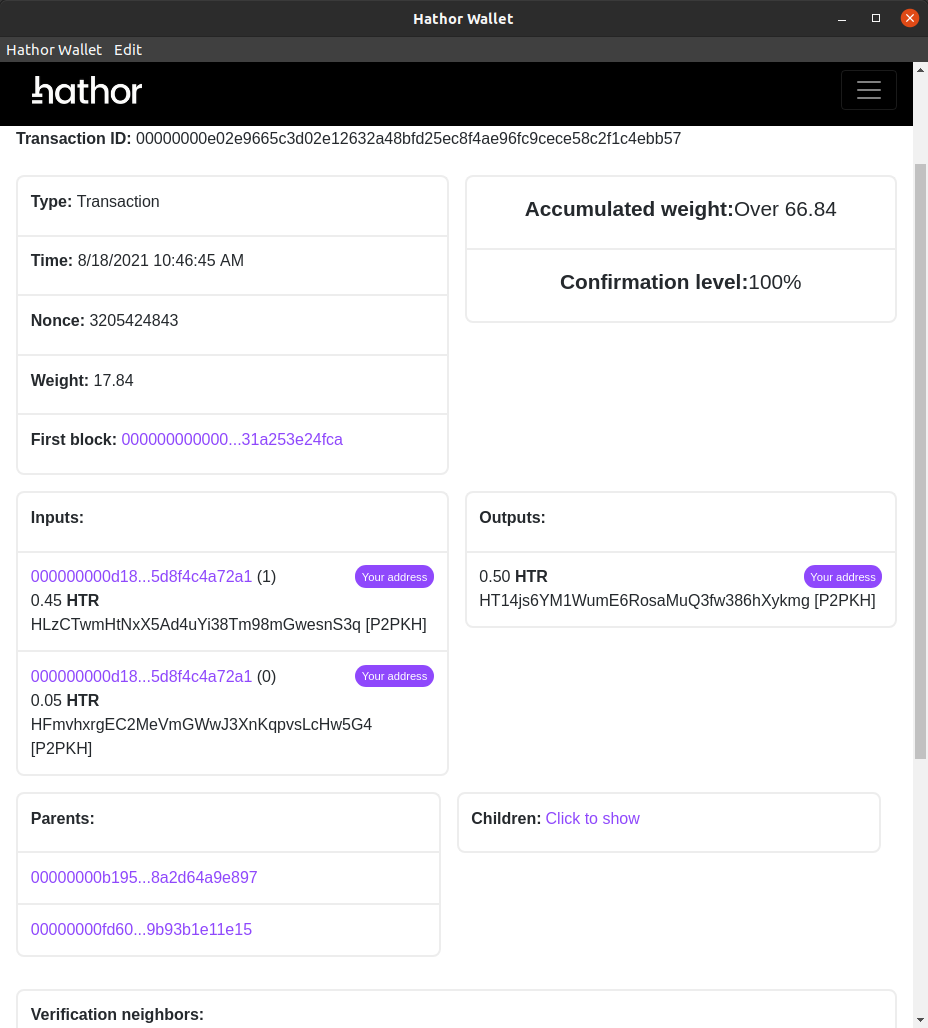 Hathor Wallet
Hathor Wallet Edit
hathor
Transaction ID: 00000000e02e9665c3d02e12632a48bfd25ec8f4ae96fc9cece58c2f1c4ebb57
Type: Transaction
Time: 8/18/2021 10:46:45 AM
Nonce: 3205424843
Weight: 17.84
First block: 000000000000...31a253e24fca
Accumulated weight:Over 66.84
Confirmation level:100%
Inputs:
000000000d18...5d8f4c4a72a1 (1) Your address
0.45 HTR
HLzCTwmHtNxX5Ad4uYi38Tm98mGwesnS3q [P2PKH]
000000000d18...5d8f4c4a72a1 (0) Your address
0.05 HTR
HFmvhxrgEC2MeVmGWwJ3XnKqpvsLcHw5G4
[P2PKH]
Outputs:
0.50 HTR Your address
HT14js6YM1WumE6RosaMuQ3fw386hXykmg [P2PKH]
Parents:
00000000b195...8a2d64a9e897
00000000fd60...9b93b1e11e15
Children: Click to show
Verification neighbors: